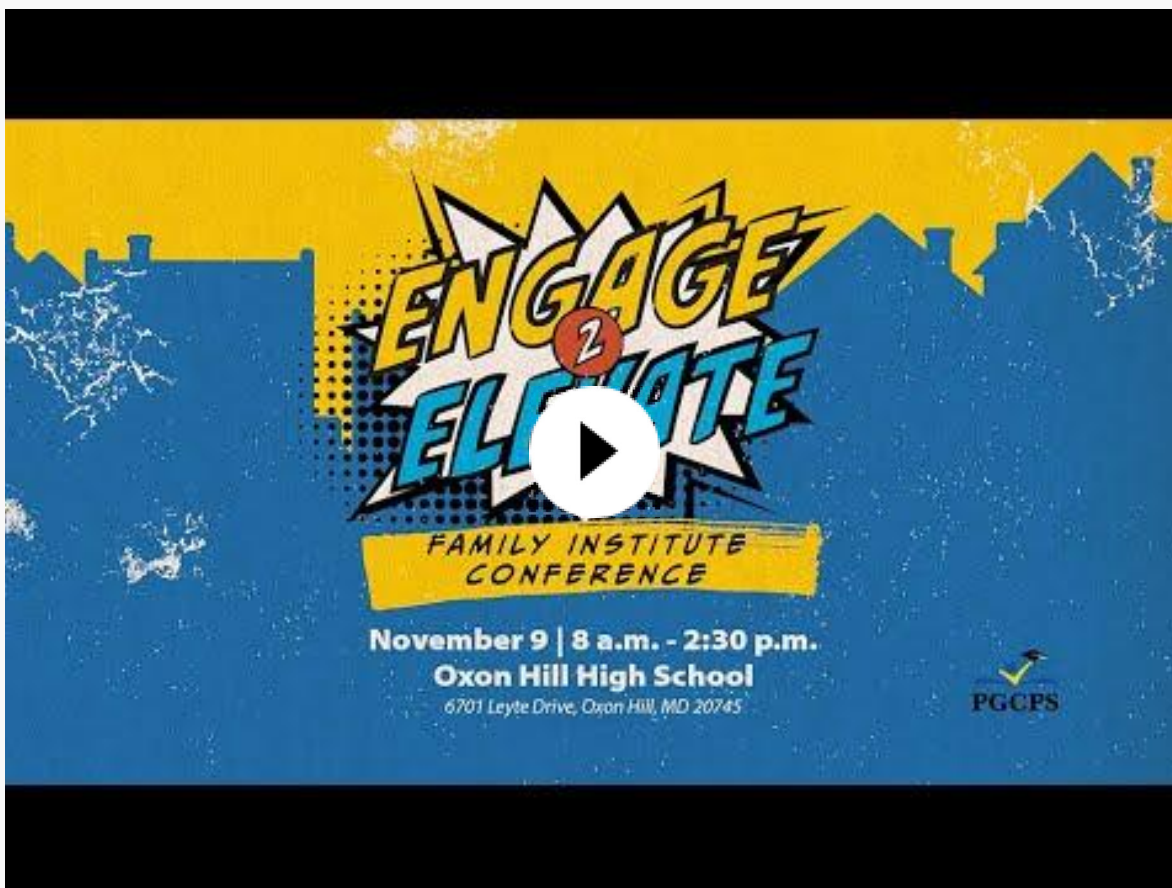 ENGAGE
2
ELEVATE
FAMILY INSTITUTE
CONFERENCE
November 9 | 8 a.m. - 2:30 p.m.
Oxon Hill High School
6701 Leyte Drive, Oxon Hill, MD 20745
PGCPS